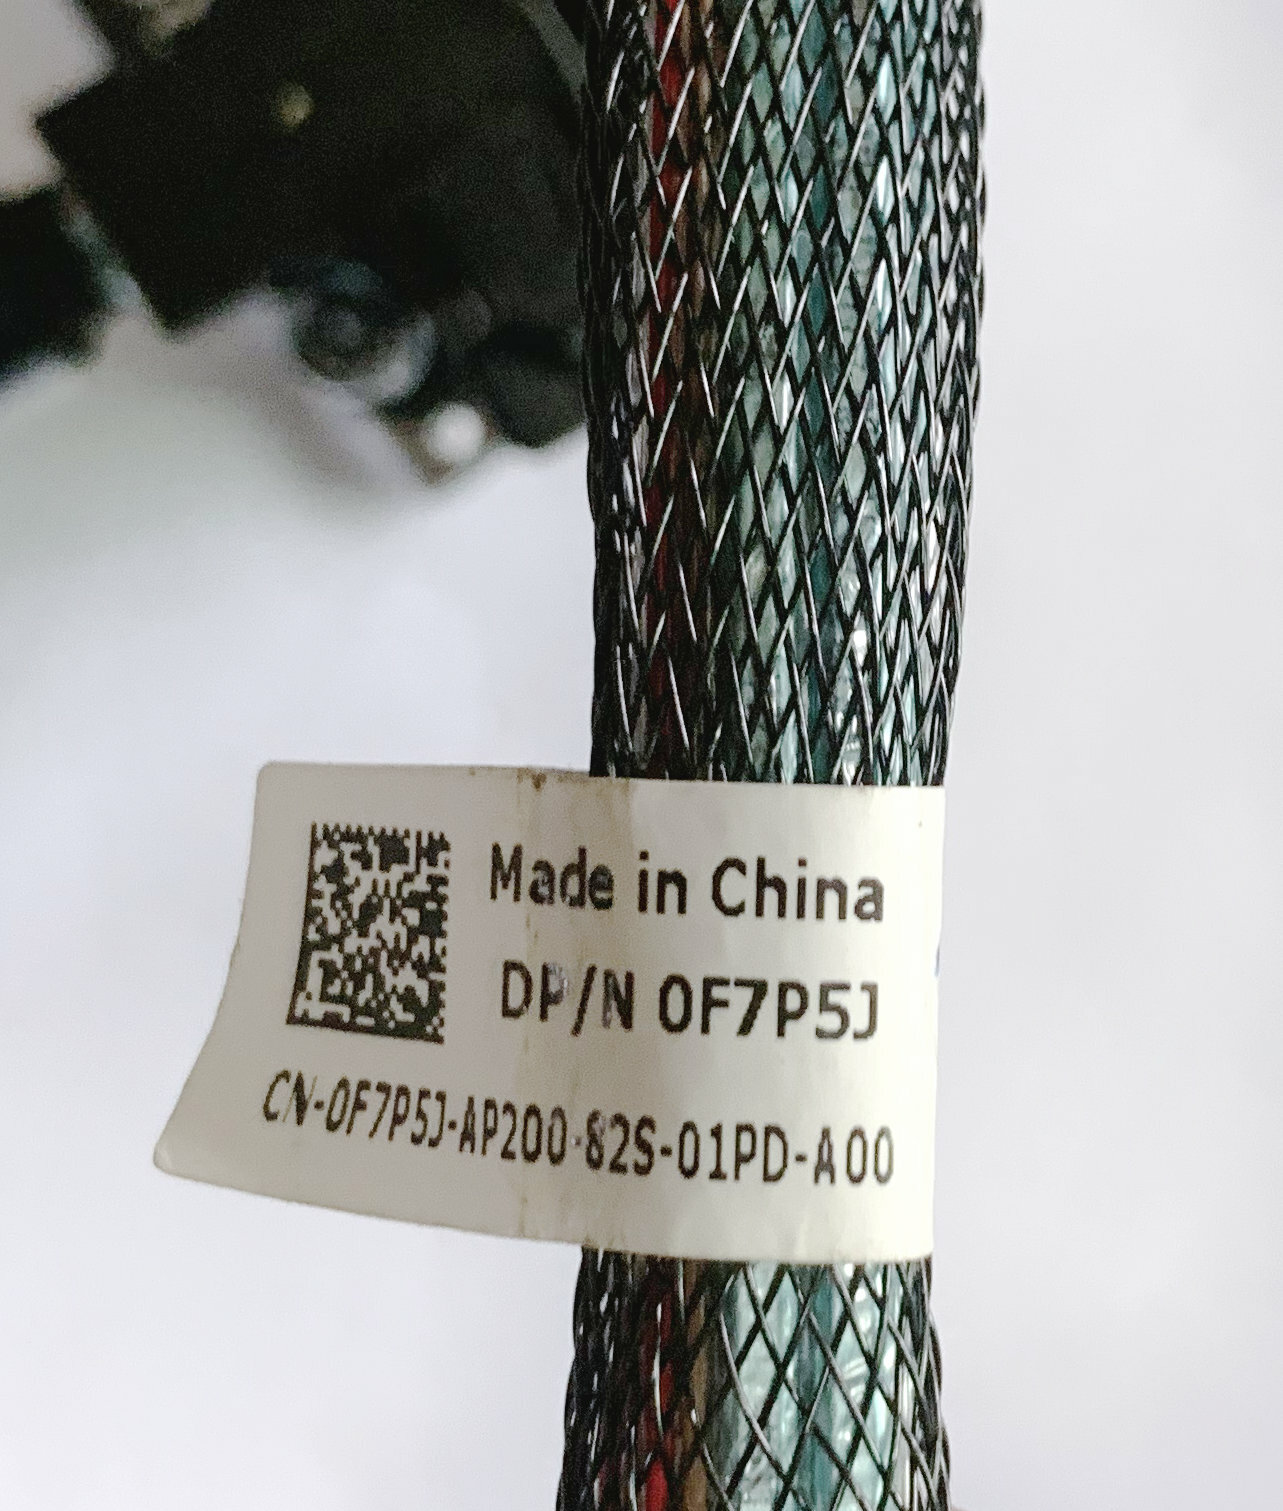 Made in China
DP/N 0F7P5J
CN-0F7P5J-AP200-82S-01PD-A00